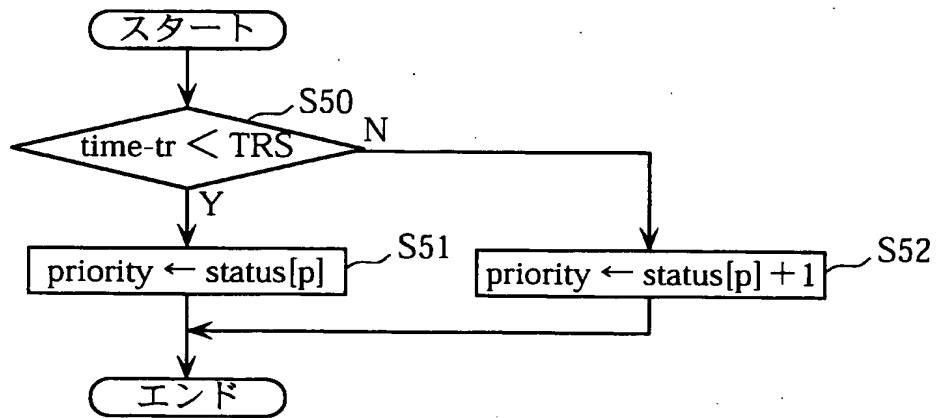 スタート
S50
time-tr < TRS
N
Y
S51
priority ← status[p]
S52
priority ← status[p]+1
エンド